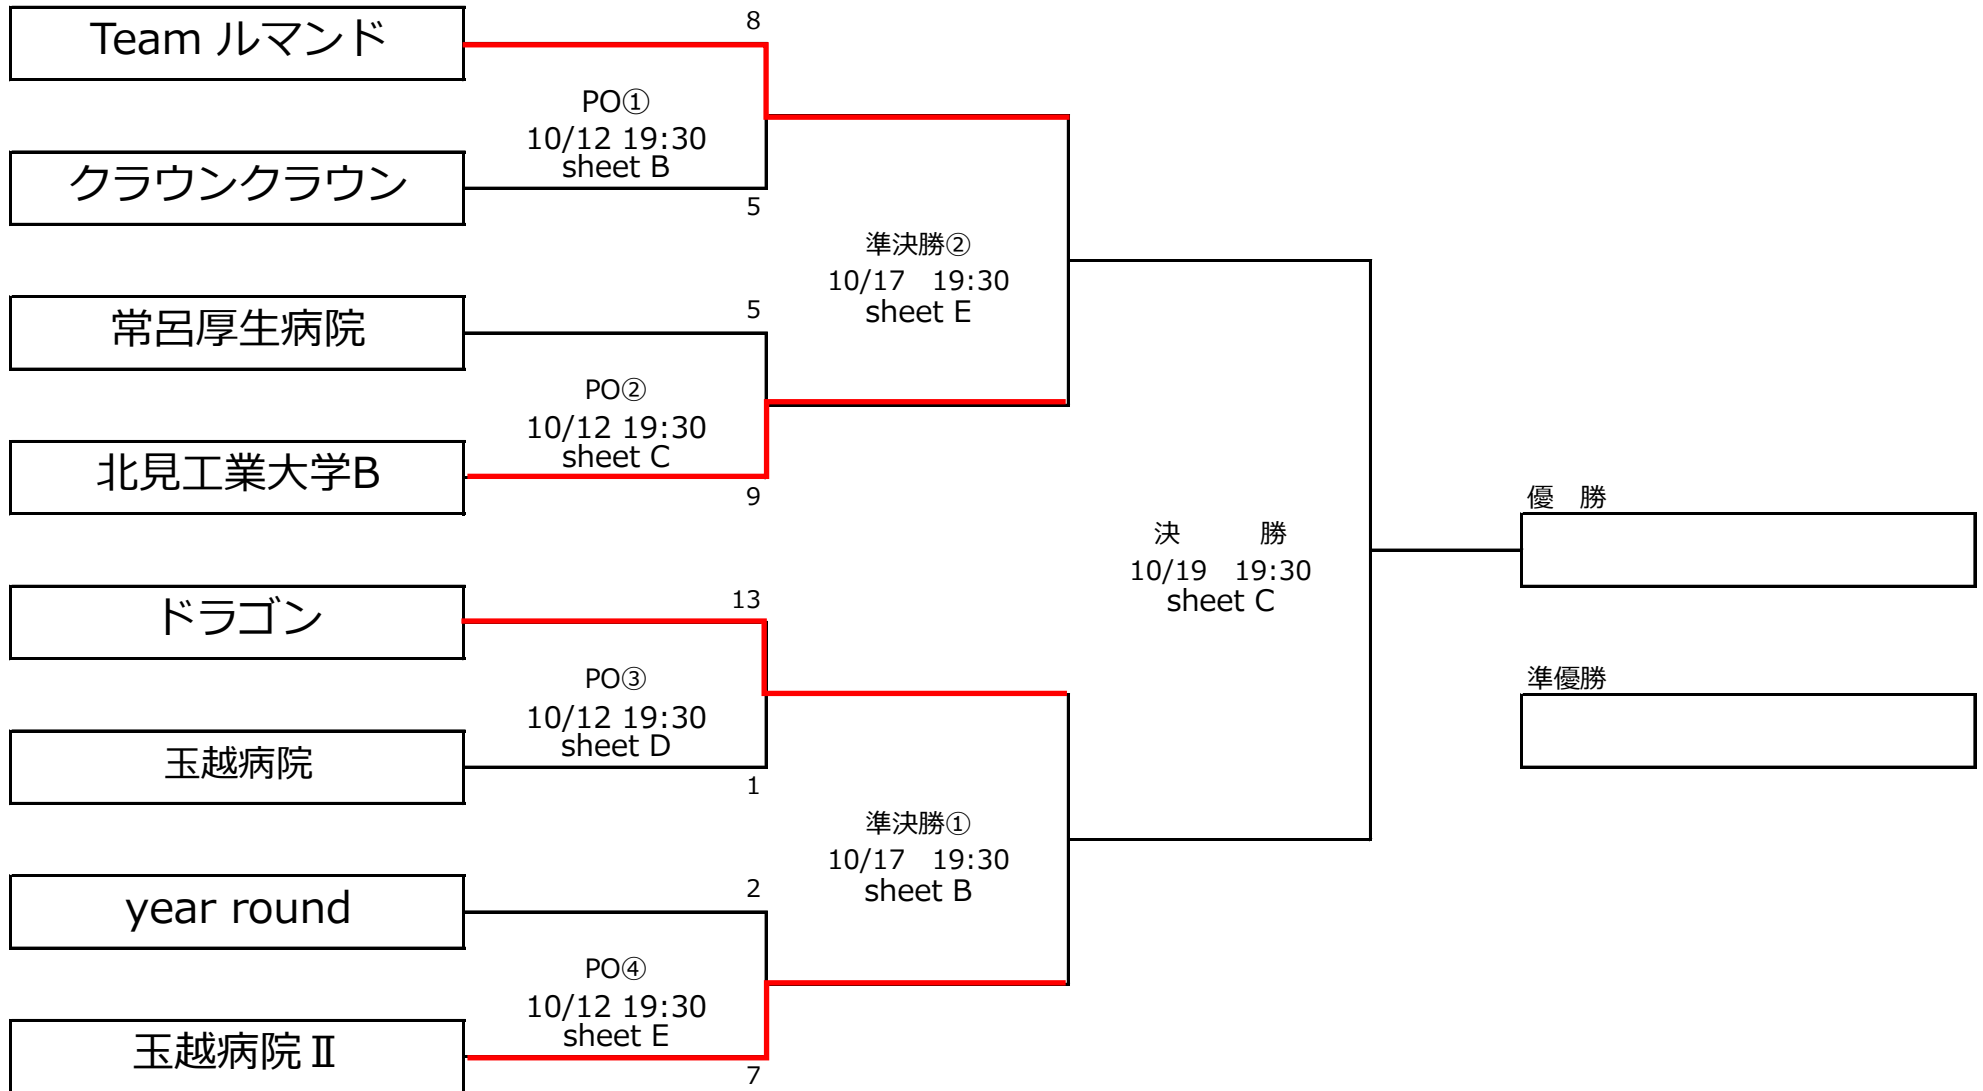 Team ルマンド
8
PO①
10/12 19:30
sheet B
クラウンクラウン
5
準決勝②
10/17 19:30
sheet E
常呂厚生病院
5
PO②
10/12 19:30
sheet C
北見工業大学B
9
優 勝
決 勝
10/19 19:30
sheet C
ドラゴン
13
PO③
10/12 19:30
sheet D
準優勝
玉越病院
1
準決勝①
10/17 19:30
sheet B
year round
2
PO④
10/12 19:30
sheet E
玉越病院Ⅱ
7